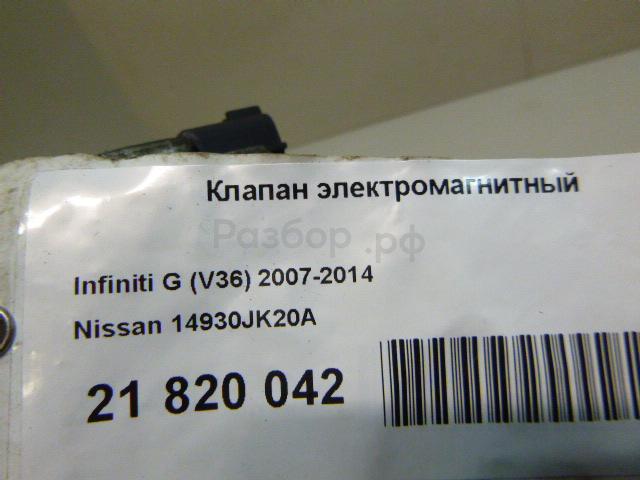 Клапан электромагнитный
Разбор.рф
Infiniti G (V36) 2007-2014
Nissan 14930JK20A
21 820 042